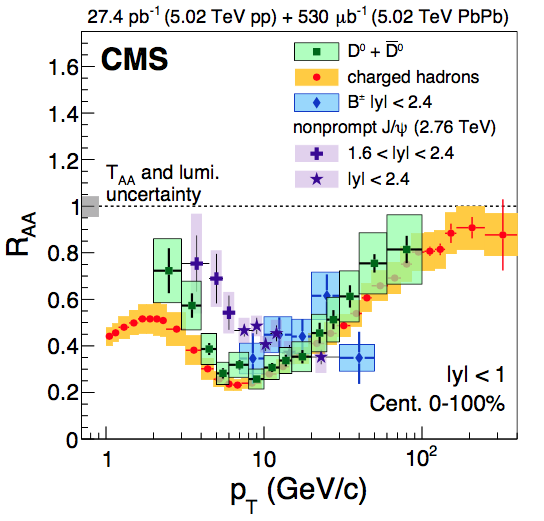 27.4 pb⁻¹ (5.02 TeV pp) + 530 μb⁻¹ (5.02 TeV PbPb)
CMS
D⁰ + D̅⁰
charged hadrons
B± |y| < 2.4
nonprompt J/ψ (2.76 TeV)
1.6 < |y| < 2.4
|y| < 2.4
T_AA and lumi.
uncertainty
R_AA
1.6
1.4
1.2
1
0.8
0.6
0.4
0.2
0
|y| < 1
Cent. 0-100%
1
10
10²
p_T (GeV/c)